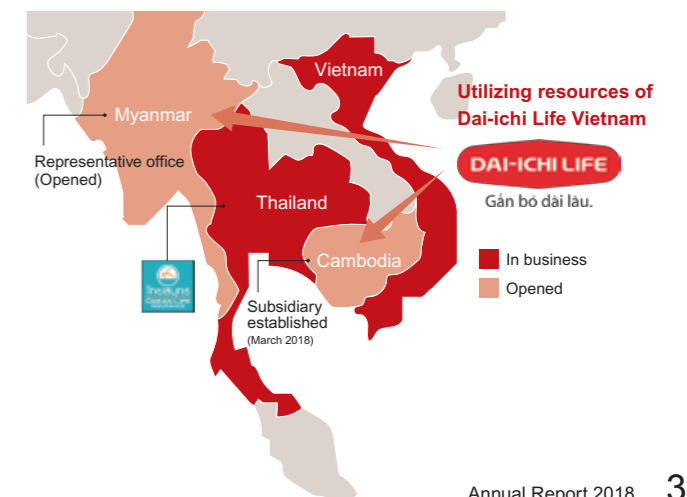 Vietnam
Utilizing resources of
Dai-ichi Life Vietnam
Myanmar
DAI-ICHI LIFE
Gắn bó dài lâu.
Representative office
(Opened)
Thailand
Cambodia
In business
Opened
Subsidiary
established
(March 2018)
Annual Report 2018
3